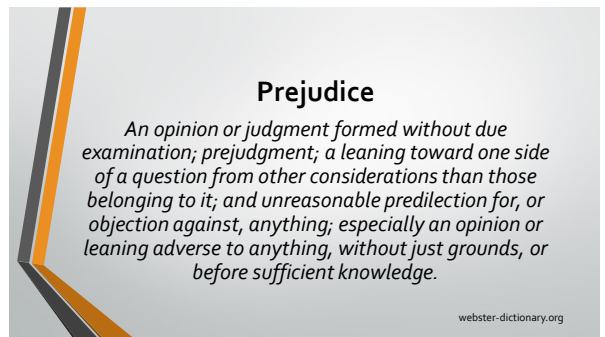 Prejudice
An opinion or judgment formed without due
examination; prejudgment; a leaning toward one side
of a question from other considerations than those
belonging to it; and unreasonable predilection for, or
objection against, anything; especially an opinion or
leaning adverse to anything, without just grounds, or
before sufficient knowledge.
webster-dictionary.org